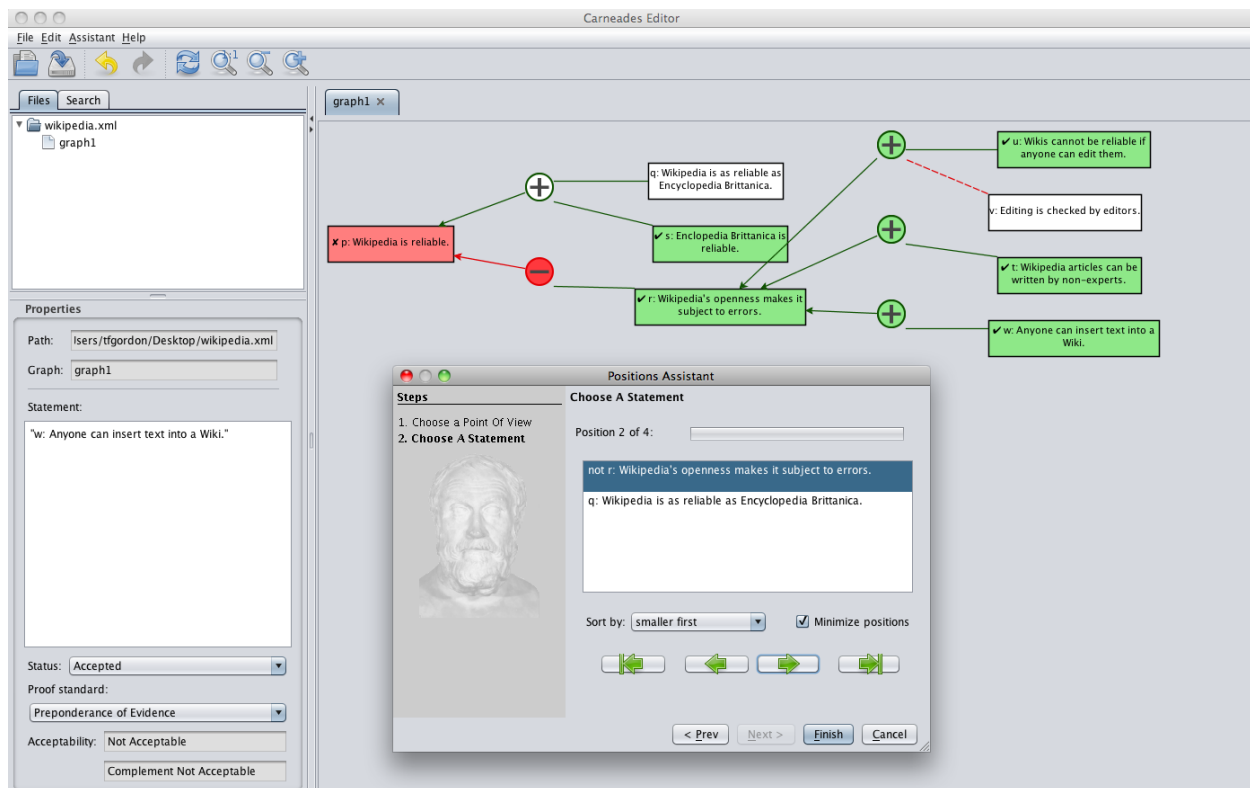 Carneades Editor
File Edit Assistant Help
Files Search
wikipedia.xml
graph1
Properties
Path: Isers/tfgordon/Desktop/wikipedia.xml
Graph: graph1
Statement:
"w: Anyone can insert text into a Wiki."
Status: Accepted
Proof standard:
Preponderance of Evidence
Acceptability: Not Acceptable
Complement Not Acceptable
graph1 ×
✘ p: Wikipedia is reliable.
q: Wikipedia is as reliable as
Encyclopedia Brittanica.
✔ s: Enclopedia Brittanica is
reliable.
✔ r: Wikipedia's openness makes it
subject to errors.
✔ u: Wikis cannot be reliable if
anyone can edit them.
v: Editing is checked by editors.
✔ t: Wikipedia articles can be
written by non-experts.
✔ w: Anyone can insert text into a
Wiki.
Positions Assistant
Steps
1. Choose a Point Of View
2. Choose A Statement
Choose A Statement
Position 2 of 4:
not r: Wikipedia's openness makes it subject to errors.
q: Wikipedia is as reliable as Encyclopedia Brittanica.
Sort by: smaller first
Minimize positions
< Prev Next > Finish Cancel